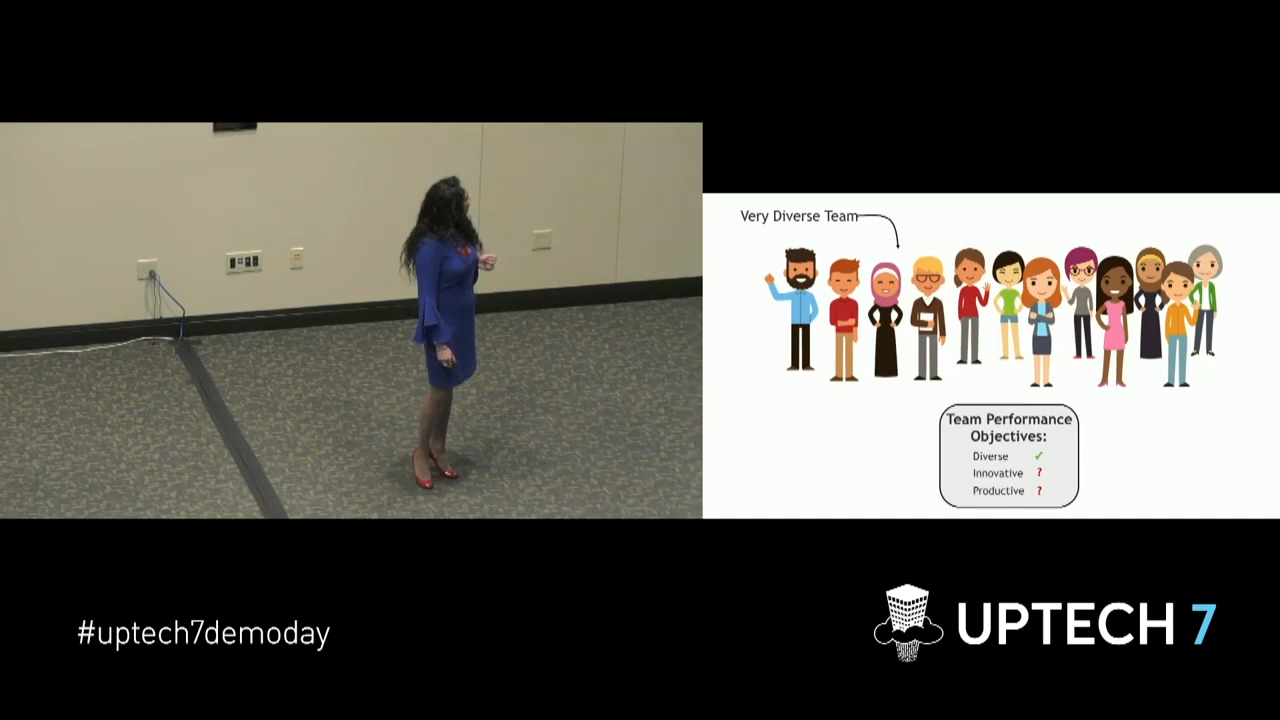 Very Diverse Team
Team Performance
Objectives:
Diverse ✓
Innovative ?
Productive ?
#uptech7demoday
UPTECH 7